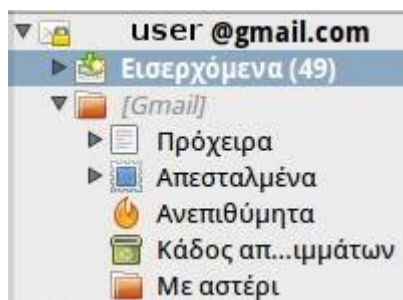 user @gmail.com
Εισερχόμενα (49)
[Gmail]
Πρόχειρα
Απεσταλμένα
Ανεπιθύμητα
Κάδος απ...ιμμάτων
Με αστέρι